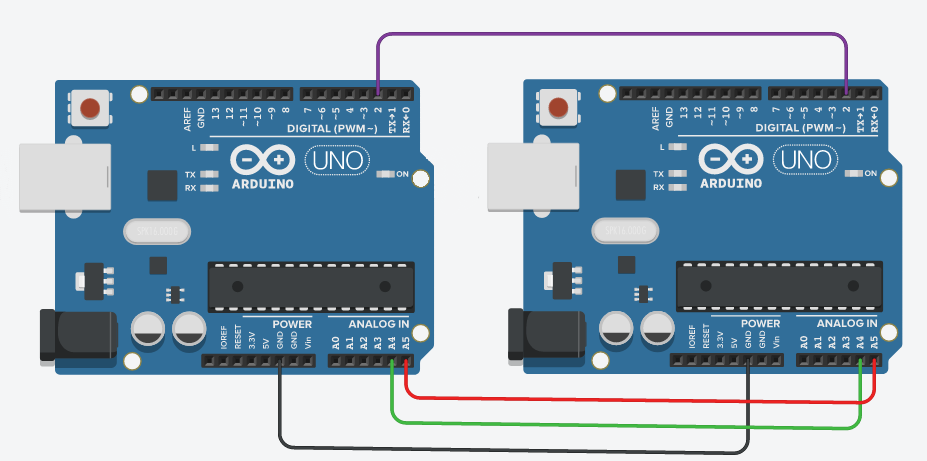 AREF
GND
13
12
~11
~10
~9
8
7
~6
~5
4
~3
2
TX→1
RX←0
DIGITAL (PWM~)
L
TX
RX
ARDUINO
UNO
ON
IOREF
RESET
3.3V
5V
GND
GND
Vin
POWER
ANALOG IN
A0
A1
A2
A3
A4
A5
AREF
GND
13
12
~11
~10
~9
8
7
~6
~5
4
~3
2
TX→1
RX←0
DIGITAL (PWM~)
L
TX
RX
ARDUINO
UNO
ON
IOREF
RESET
3.3V
5V
GND
GND
Vin
POWER
ANALOG IN
A0
A1
A2
A3
A4
A5